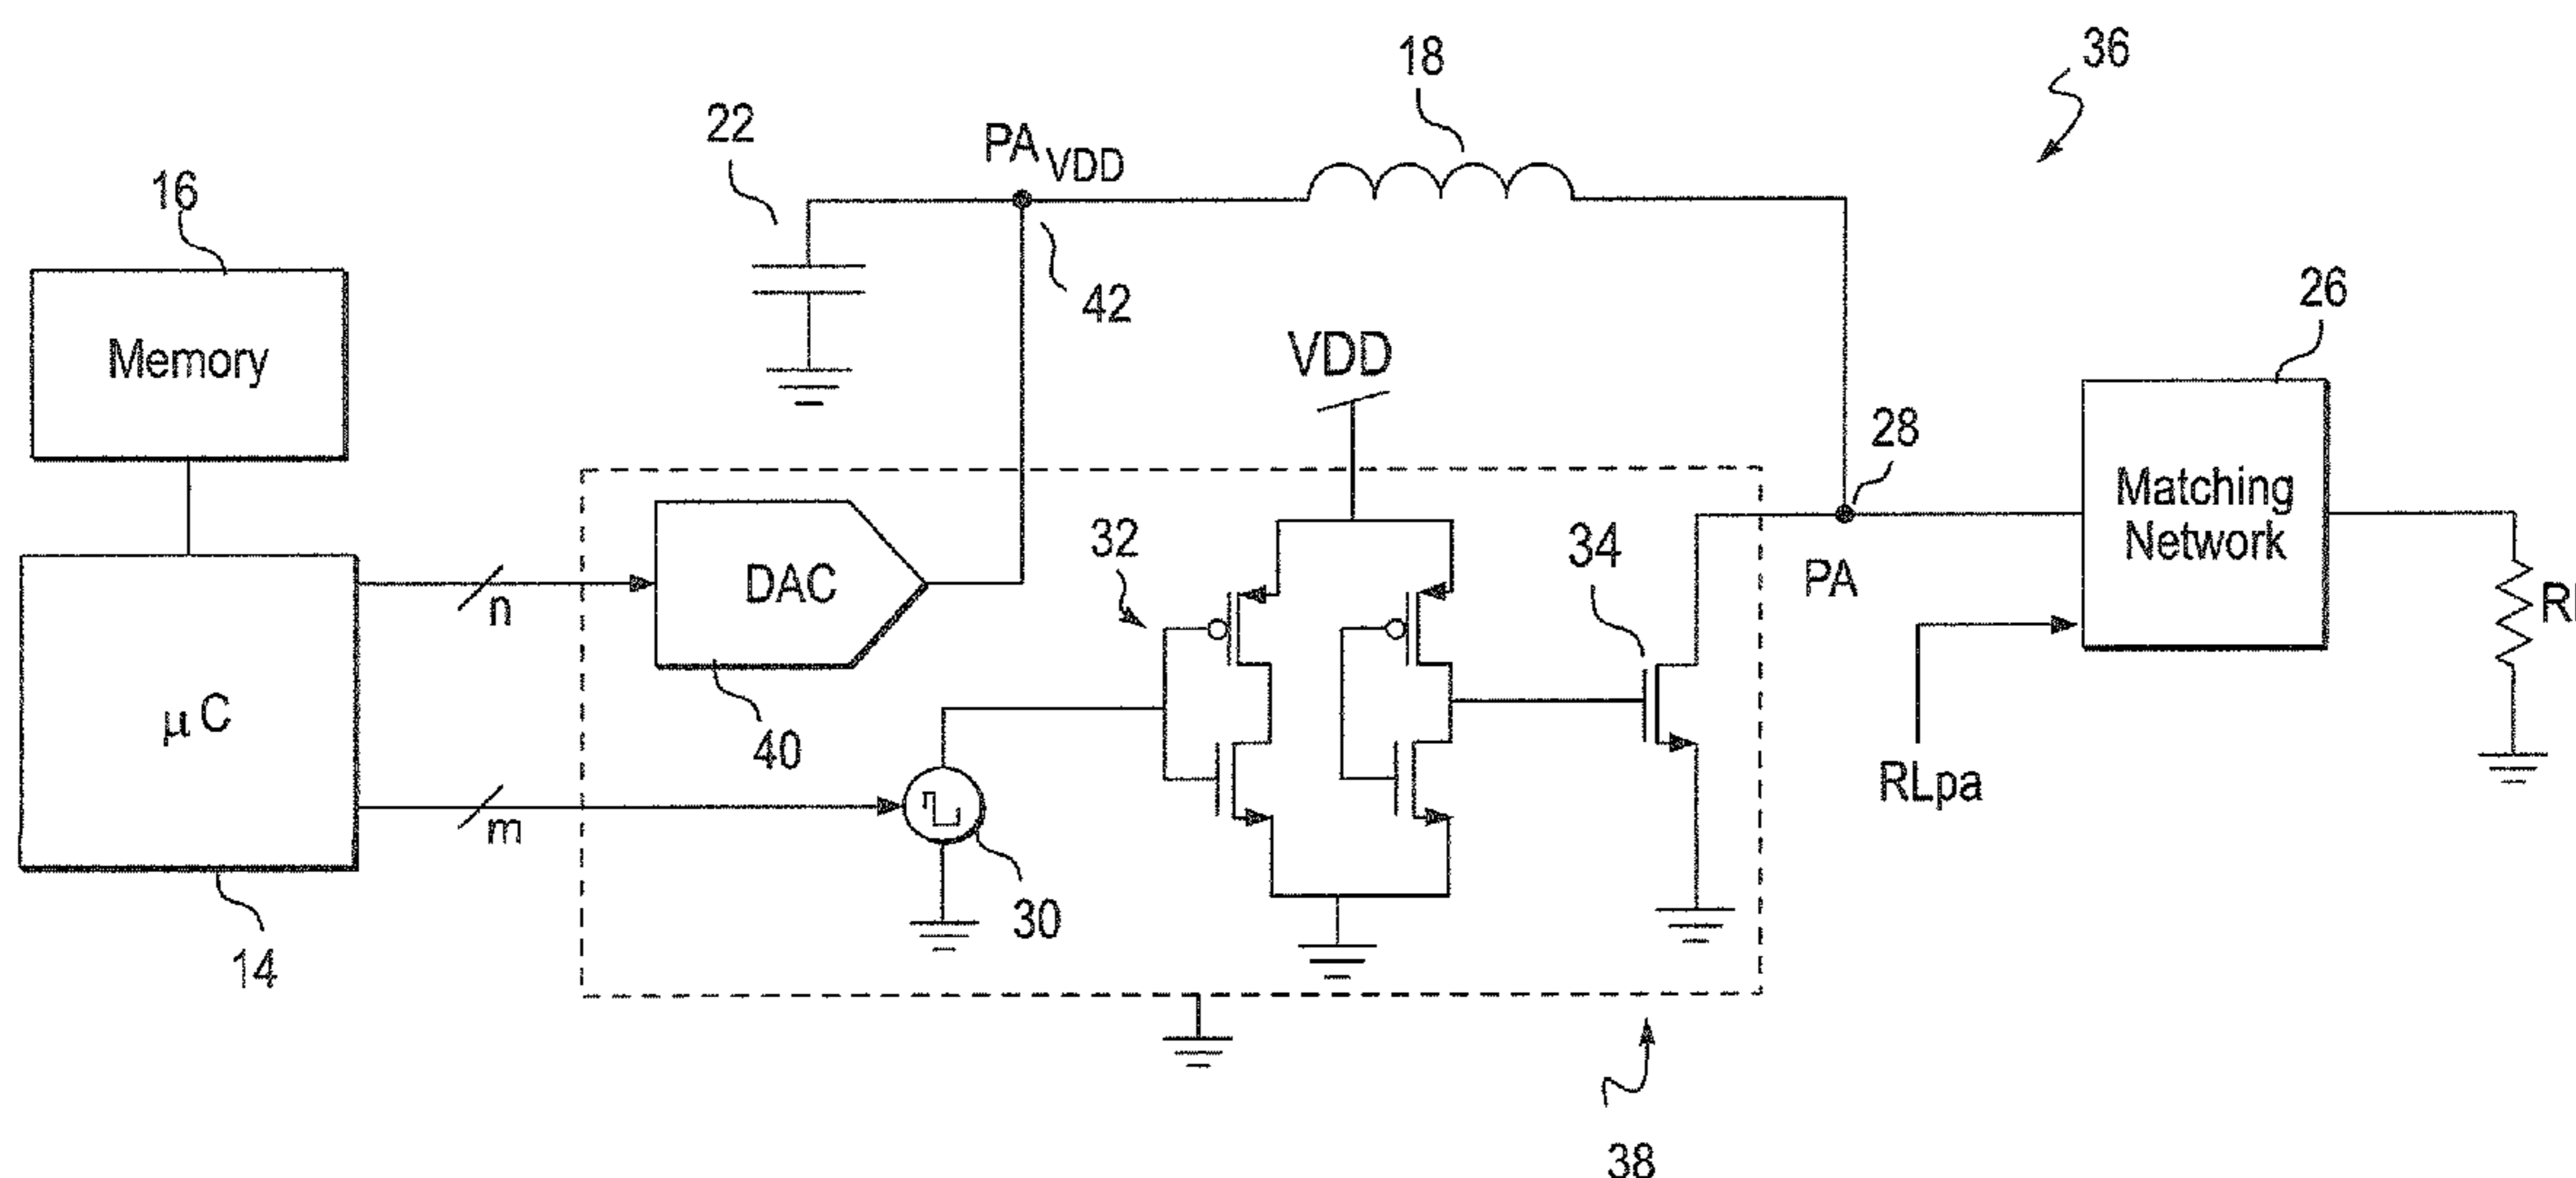 36
18
22
PA VDD
16
42
26
VDD
Memory
28
Matching
Network
32
34
DAC
n
PA
R
μC
40
RLpa
m
30
14
38